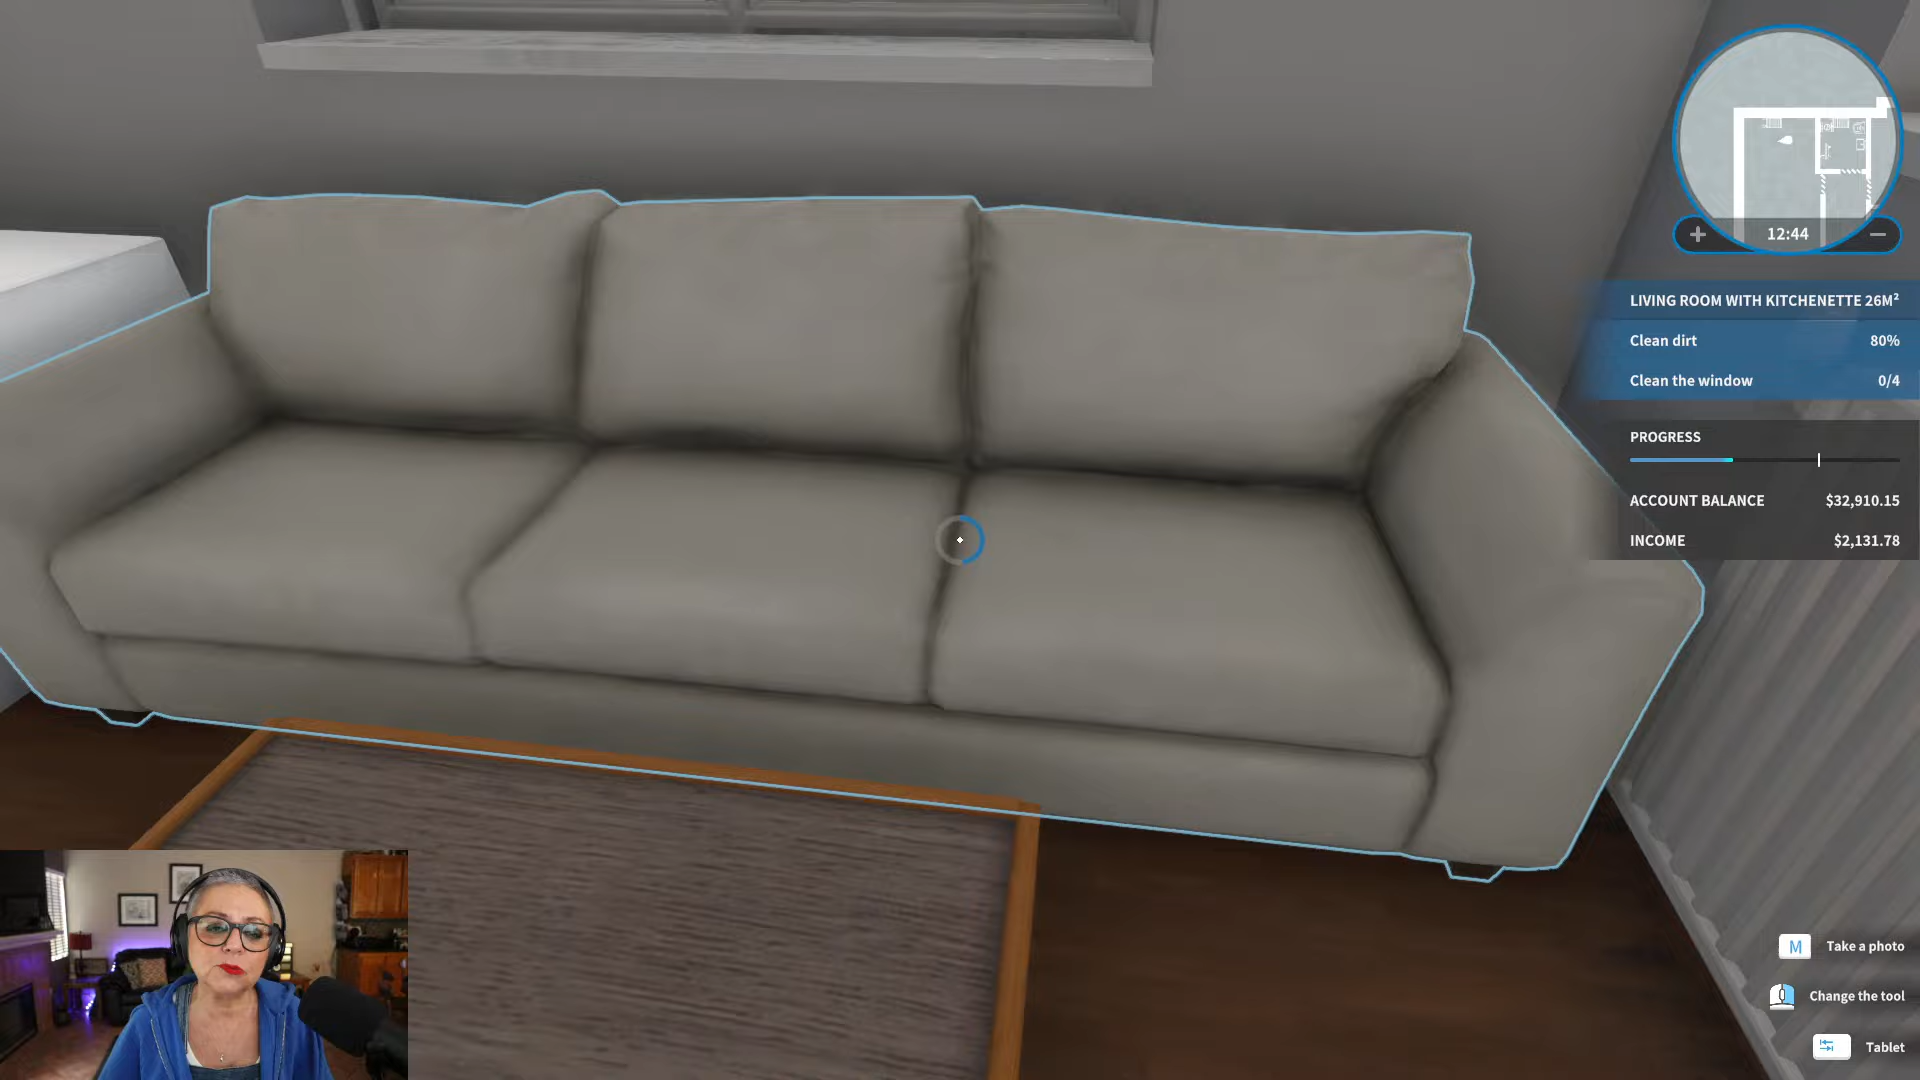 12:44
LIVING ROOM WITH KITCHENETTE 26M²
Clean dirt 80%
Clean the window 0/4
PROGRESS
ACCOUNT BALANCE $32,910.15
INCOME $2,131.78
M Take a photo
Change the tool
Tablet